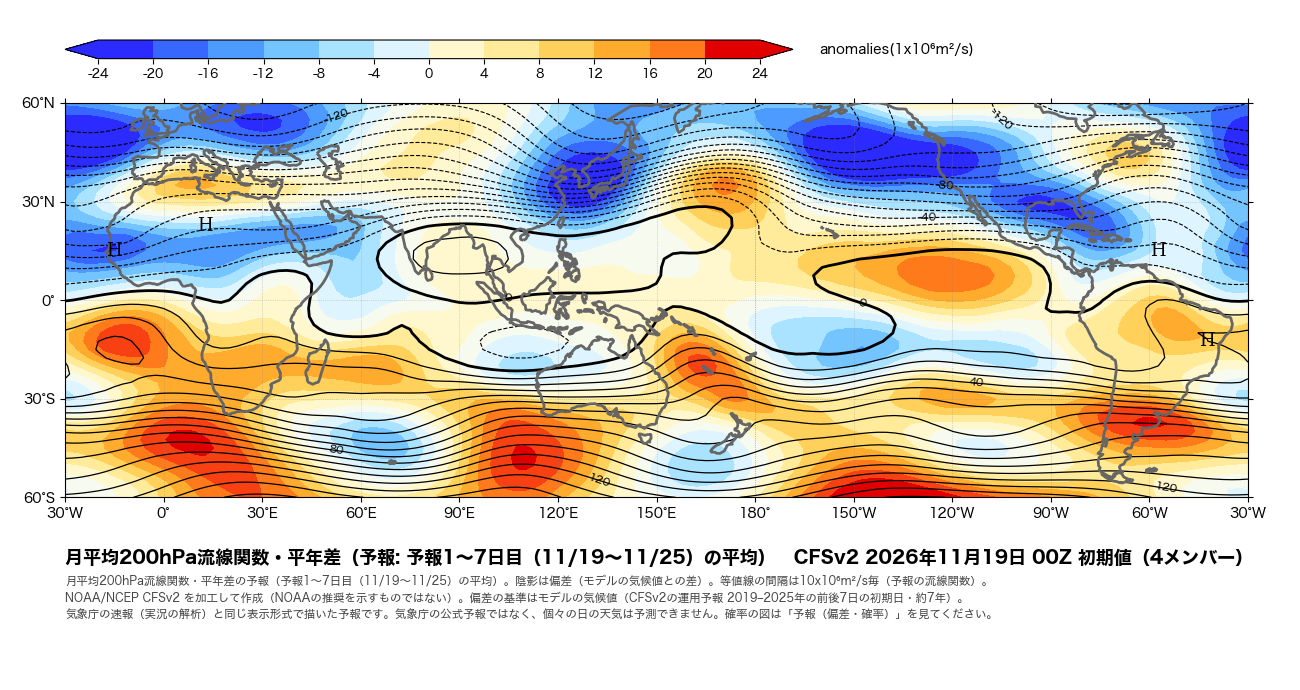 anomalies(1x10⁶m²/s)
-24 -20 -16 -12 -8 -4 0 4 8 12 16 20 24
60°N
30°N
0°
30°S
60°S
-120
-120
-80
-40
0
0
40
80
120
120
H
H
H
H
30°W 0° 30°E 60°E 90°E 120°E 150°E 180° 150°W 120°W 90°W 60°W 30°W
月平均200hPa流線関数・平年差（予報: 予報1〜7日目（11/19〜11/25）の平均） CFSv2 2026年11月19日 00Z 初期値（4メンバー）
月平均200hPa流線関数・平年差の予報（予報1〜7日目（11/19〜11/25）の平均）。陰影は偏差（モデルの気候値との差）。等値線の間隔は10x10⁶m²/s毎（予報の流線関数）。
NOAA/NCEP CFSv2 を加工して作成（NOAAの推奨を示すものではない）。偏差の基準はモデルの気候値（CFSv2の運用予報 2019–2025年の前後7日の初期日・約7年）。
気象庁の速報（実況の解析）と同じ表示形式で描いた予報です。気象庁の公式予報ではなく、個々の日の天気は予測できません。確率の図は「予報（偏差・確率）」を見てください。